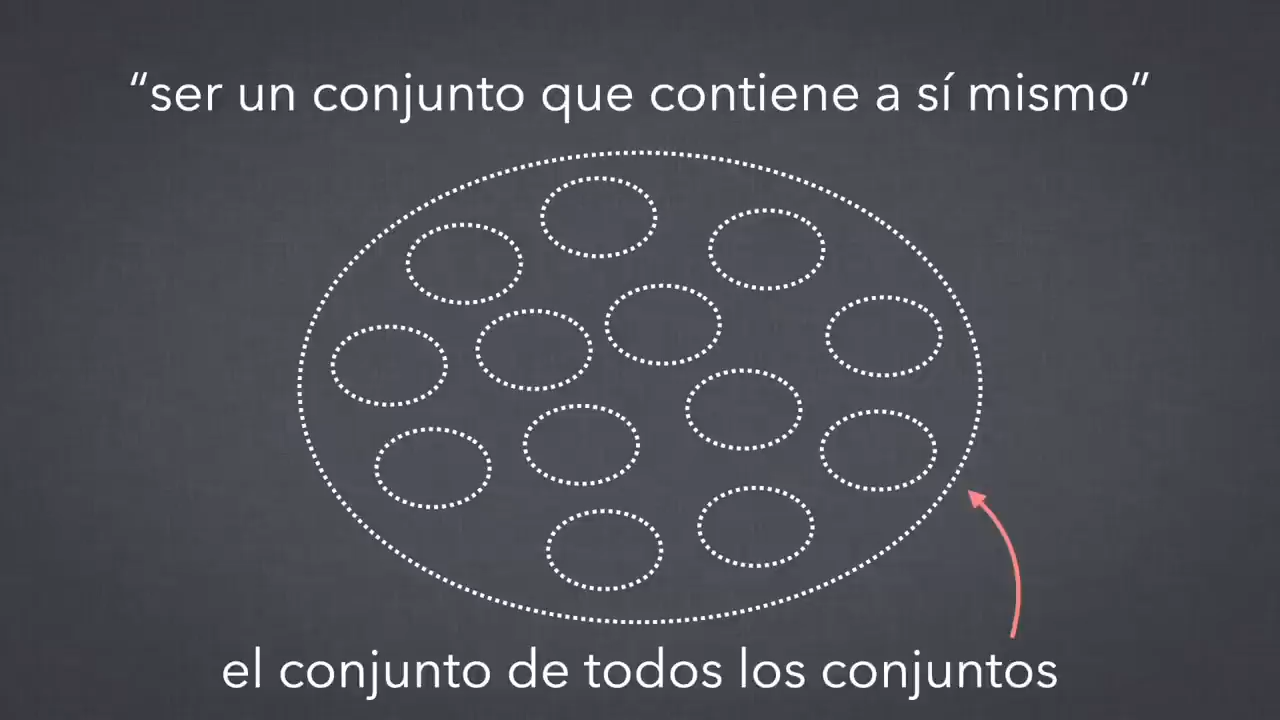 “ser un conjunto que contiene a sí mismo”
el conjunto de todos los conjuntos